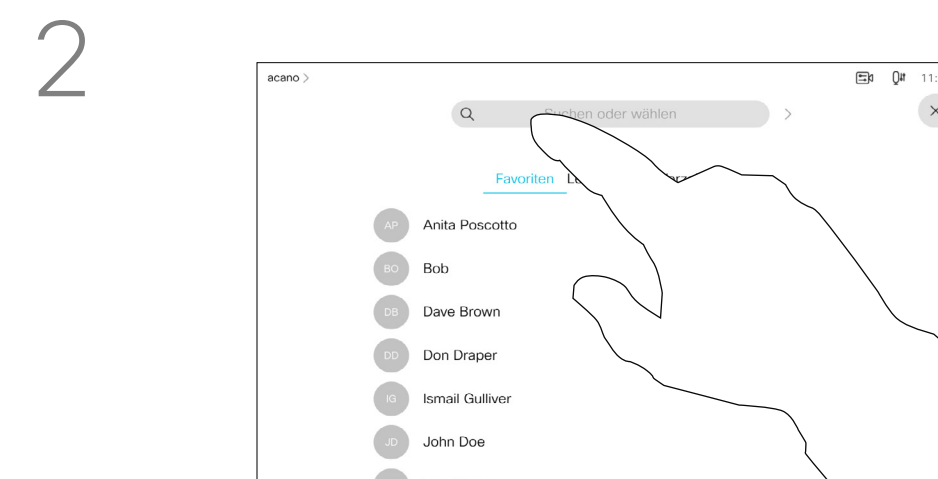 2
acano >
11:
Suchen oder wählen >
Favoriten
AP Anita Poscotto
BO Bob
DB Dave Brown
DD Don Draper
IG Ismail Gulliver
JD John Doe